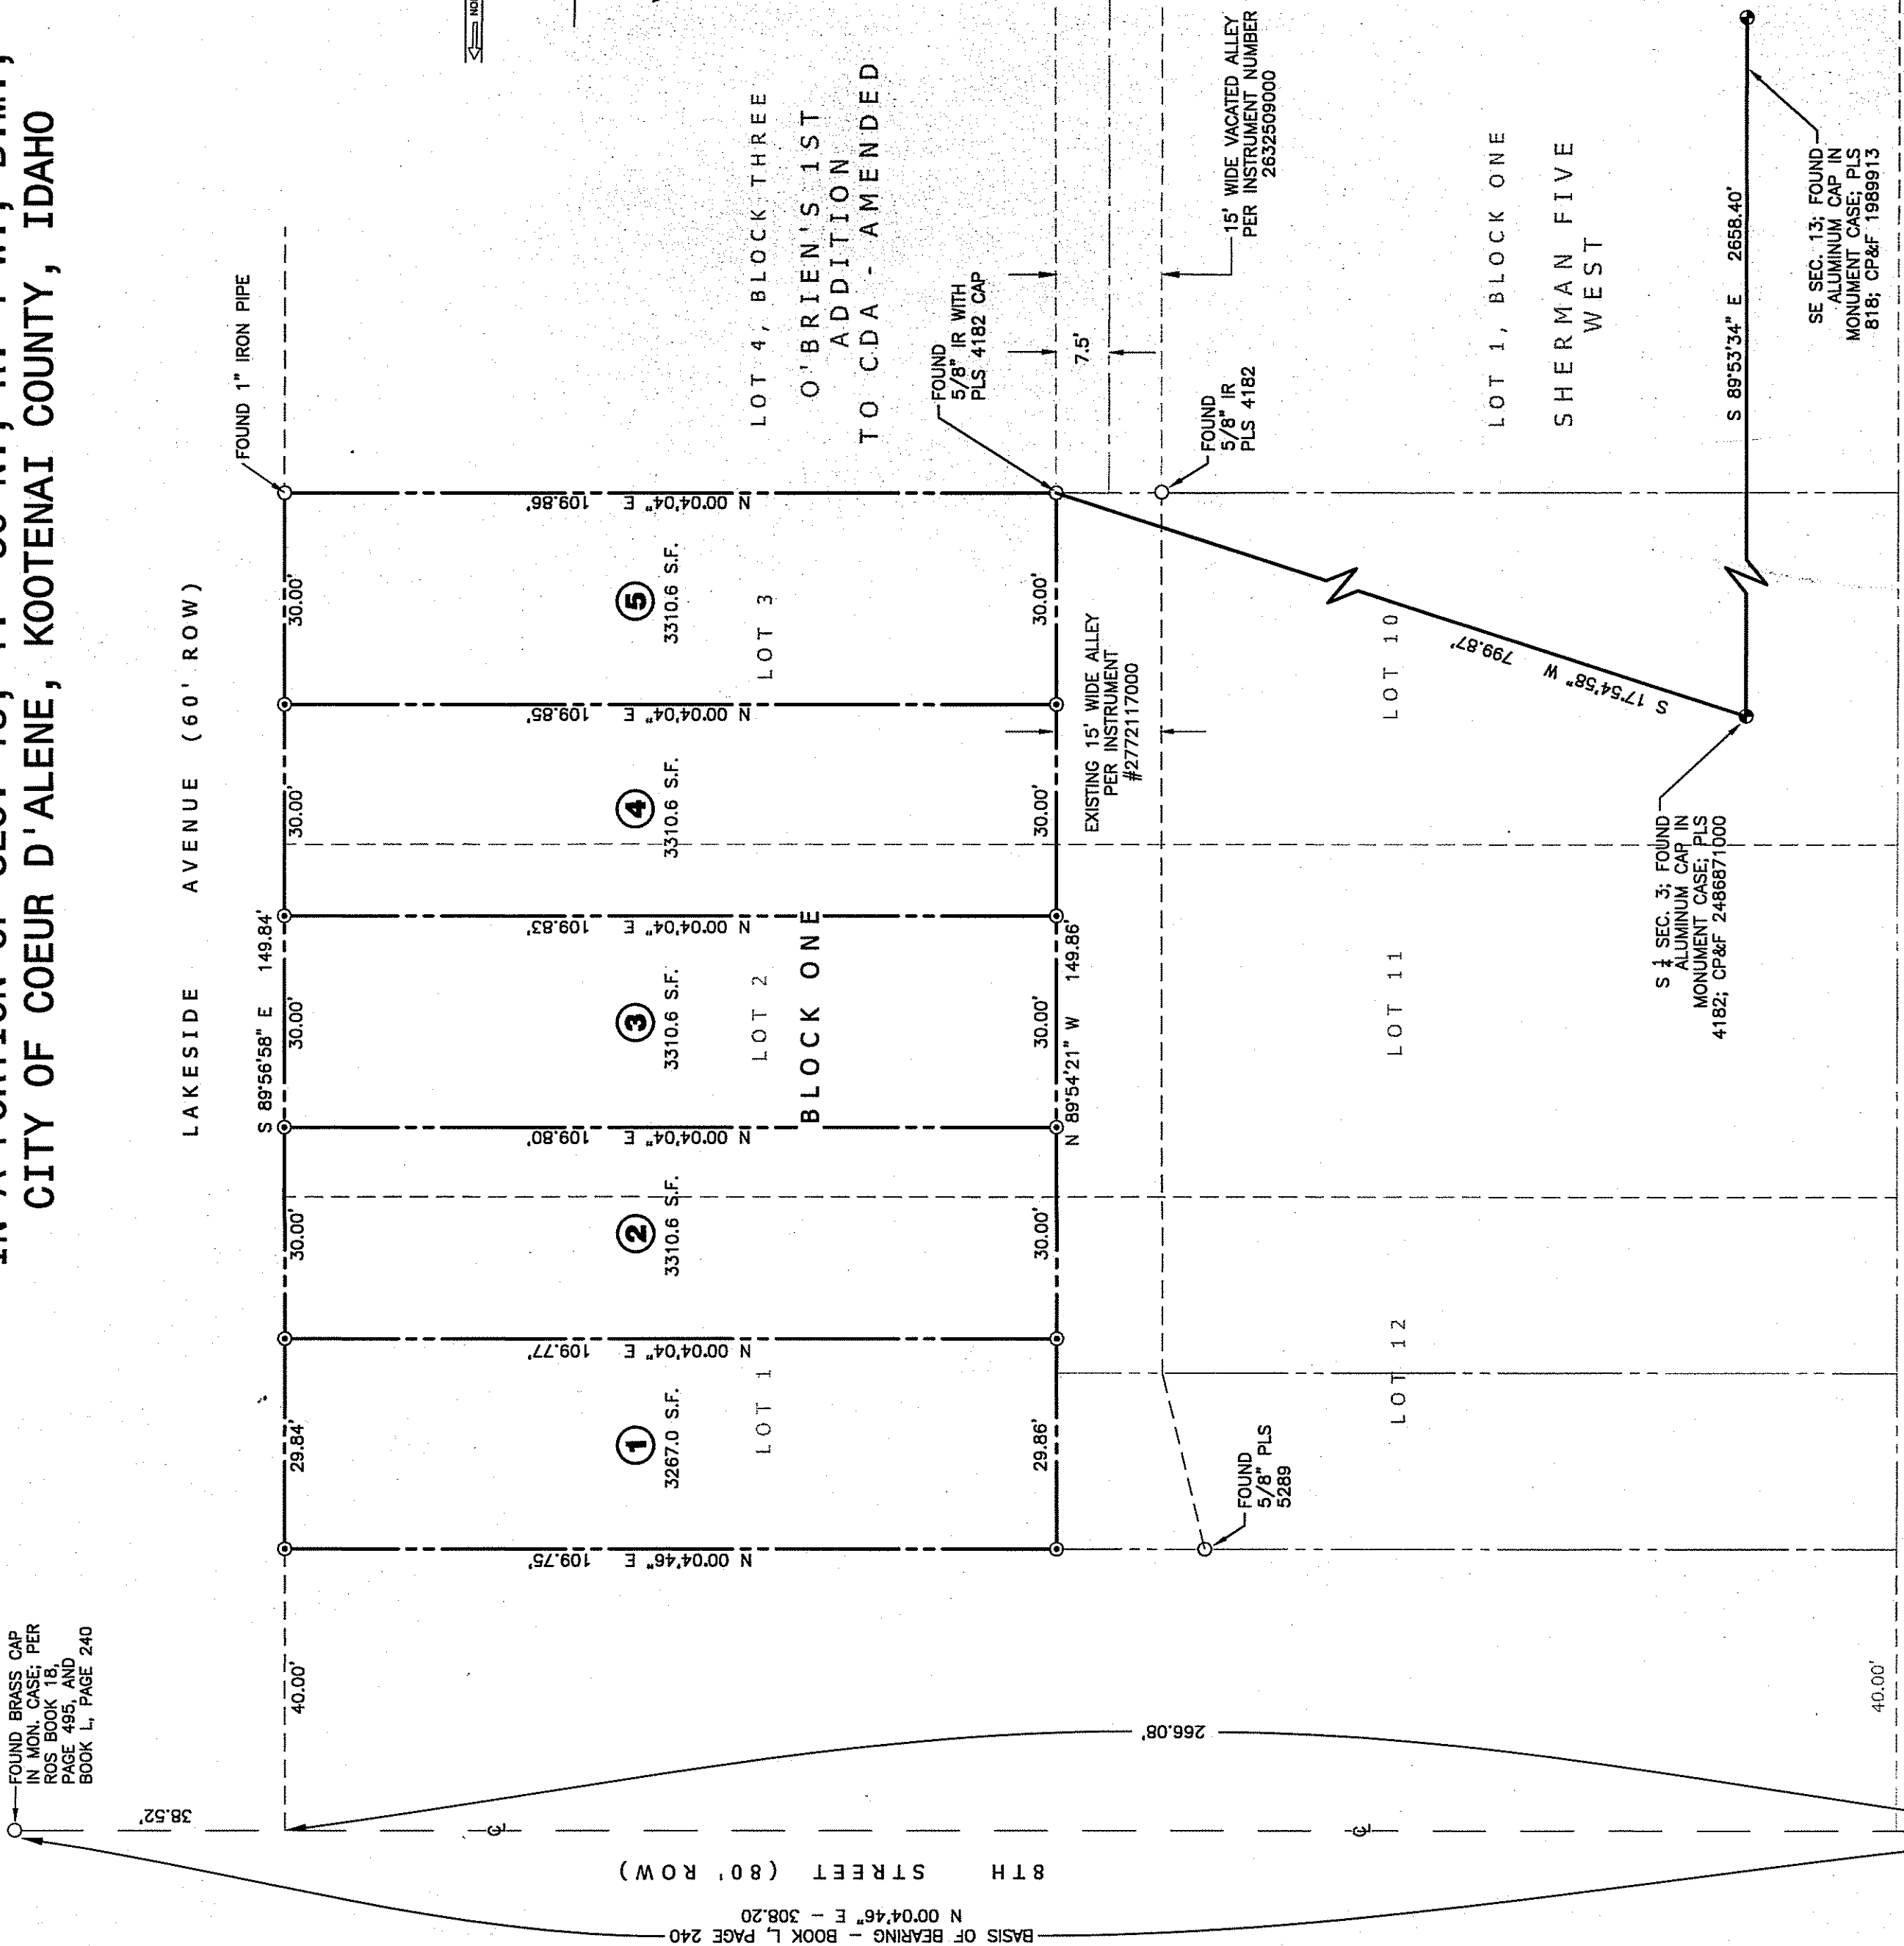 CITY OF COEUR D'ALENE, KOOTENAI COUNTY, IDAHO
FOUND BRASS CAP
IN MON. CASE; PER
ROS BOOK 18,
PAGE 495, AND
BOOK L, PAGE 240
38.52'
LAKESIDE AVENUE (60' ROW)
FOUND 1" IRON PIPE
S 89°56'58" E 149.84'
40.00'
29.84'
30.00'
30.00'
30.00'
30.00'
N 00°04'46" E 109.75'
N 00°04'04" E 109.77'
N 00°04'04" E 109.80'
N 00°04'04" E 109.83'
N 00°04'04" E 109.85'
N 00°04'04" E 109.86'
1
3267.0 S.F.
2
3310.6 S.F.
3
3310.6 S.F.
4
3310.6 S.F.
5
3310.6 S.F.
LOT 1
LOT 2
LOT 3
BLOCK ONE
29.86'
30.00'
30.00'
30.00'
30.00'
N 89°54'21" W 149.86'
LOT 4, BLOCK THREE
O'BRIEN'S 1ST
ADDITION
TO CDA - AMENDED
FOUND
5/8" IR WITH
PLS 4182 CAP
7.5'
15' WIDE VACATED ALLEY
PER INSTRUMENT NUMBER
2632509000
EXISTING 15' WIDE ALLEY
PER INSTRUMENT
#2772117000
FOUND
5/8" IR
PLS 4182
FOUND
5/8" PLS
5289
LOT 12
LOT 11
LOT 10
LOT 1, BLOCK ONE
SHERMAN FIVE
WEST
S 17°54'58" W 799.87'
S 89°53'34" E 2658.40'
S 1/4 SEC. 3; FOUND
ALUMINUM CAP IN
MONUMENT CASE; PLS
4182; CP&F 2486871000
SE SEC. 13; FOUND
ALUMINUM CAP IN
MONUMENT CASE; PLS
818; CP&F 1989913
40.00'
266.08'
8TH STREET (80' ROW)
N 00°04'46" E - 308.20
BASIS OF BEARING - BOOK L, PAGE 240